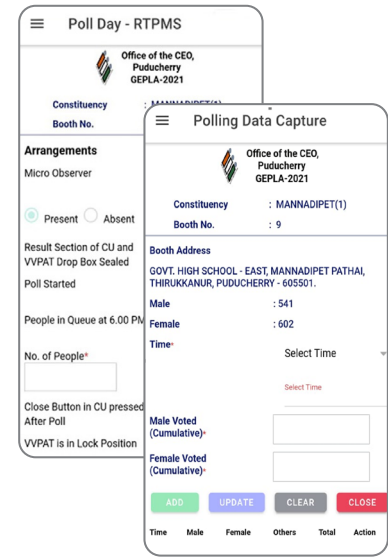 Poll Day - RTPMS
Office of the CEO,
Puducherry
GEPLA-2021
Constituency
Booth No.
Arrangements
Micro Observer
Present Absent
Result Section of CU and
VVPAT Drop Box Sealed
Poll Started
People in Queue at 6.00 PM
No. of People*
Close Button in CU pressed
After Poll
VVPAT is in Lock Position
Polling Data Capture
Office of the CEO,
Puducherry
GEPLA-2021
Constituency : MANNADIPET(1)
Booth No. : 9
Booth Address
GOVT. HIGH SCHOOL - EAST, MANNADIPET PATHAI,
THIRUKKANUR, PUDUCHERRY - 605501.
Male : 541
Female : 602
Time*
Select Time
Select Time
Male Voted
(Cumulative)*
Female Voted
(Cumulative)*
ADD UPDATE CLEAR CLOSE
Time Male Female Others Total Action